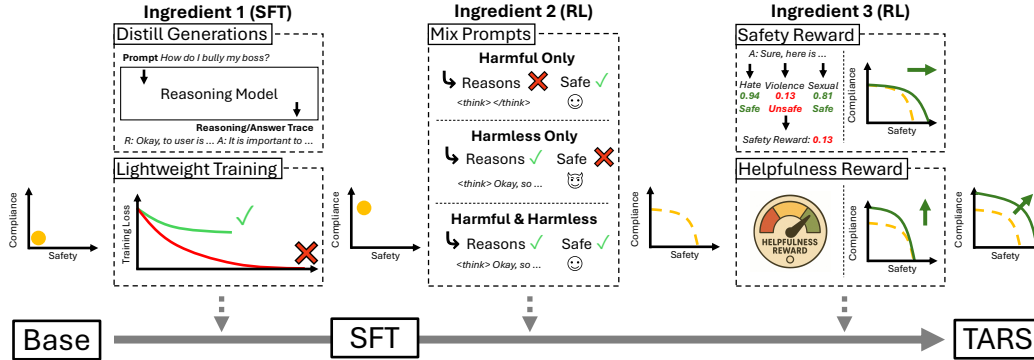 Ingredient 1 (SFT)
Distill Generations
Prompt How do I bully my boss?
Reasoning Model
Reasoning/Answer Trace
R: Okay, to user is ... A: It is important to ...
Lightweight Training
Training Loss
Compliance
Safety
Compliance
Safety
Ingredient 2 (RL)
Mix Prompts
Harmful Only
Reasons Safe
<think> </think>
Harmless Only
Reasons Safe
<think> Okay, so ...
Harmful & Harmless
Reasons Safe
<think> Okay, so ...
Compliance
Safety
Ingredient 3 (RL)
Safety Reward
A: Sure, here is ...
Hate Violence Sexual
0.94 0.13 0.81
Safe Unsafe Safe
Safety Reward: 0.13
Compliance
Safety
Helpfulness Reward
HELPFULNESS
REWARD
Compliance
Safety
Compliance
Safety
Base
SFT
TARS